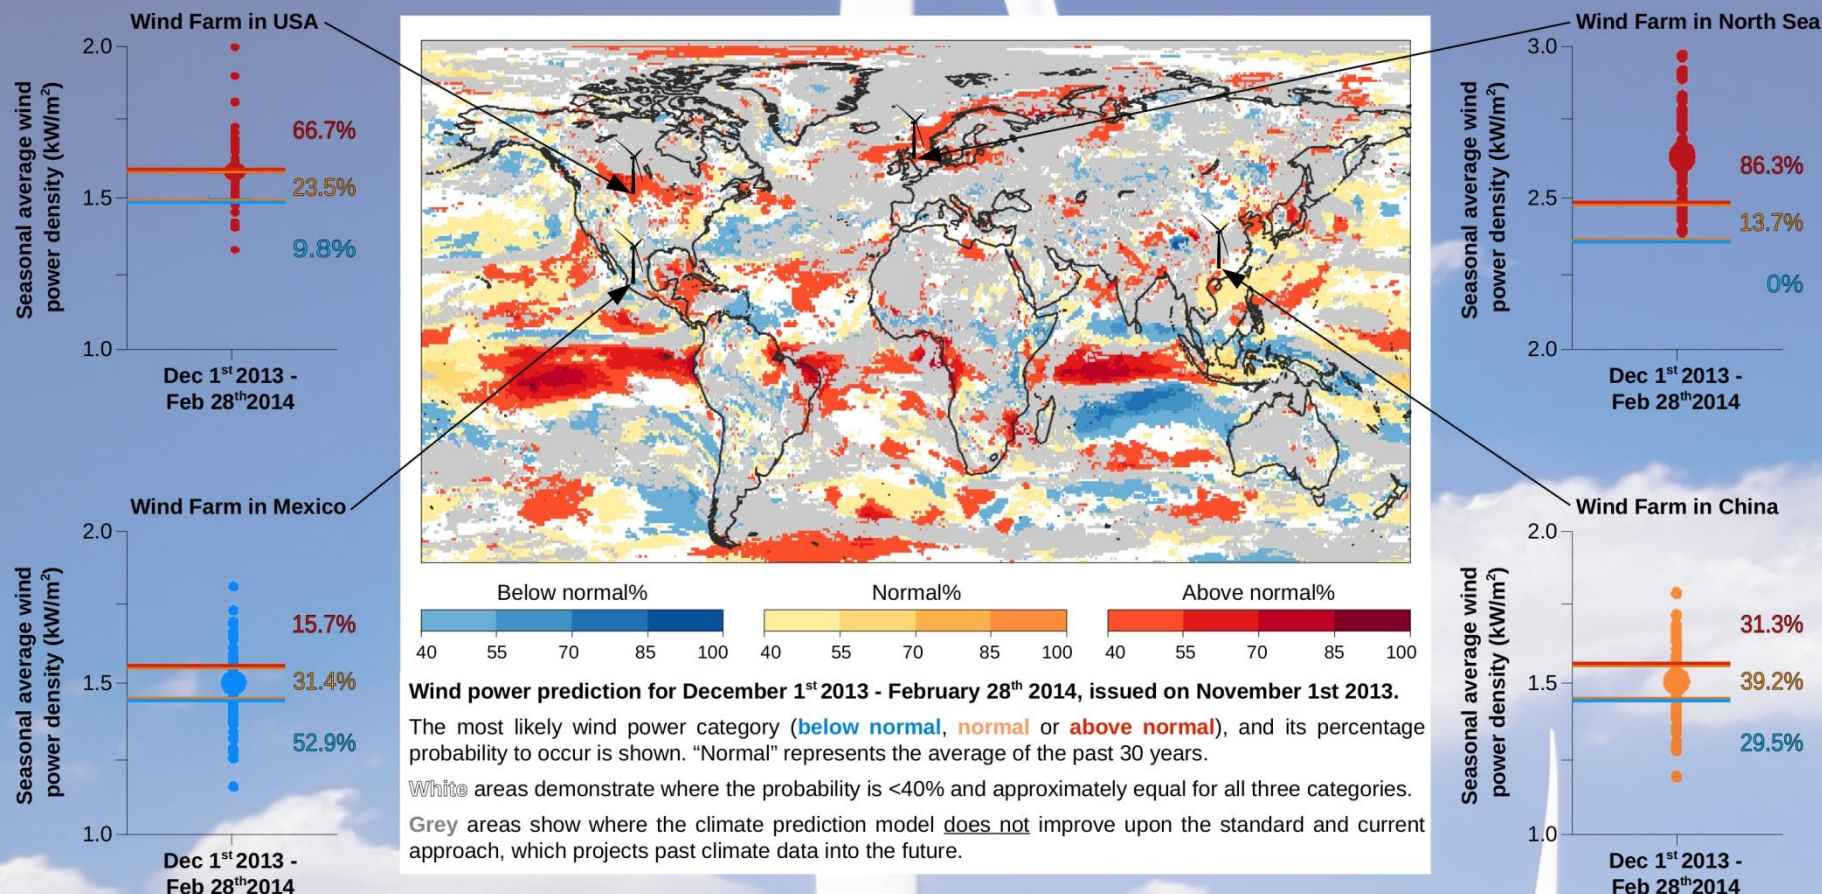 Wind Farm in USA
2.0
1.5
1.0
Seasonal average wind
power density (kW/m²)
66.7%
23.5%
9.8%
Dec 1st 2013 -
Feb 28th2014
Wind Farm in North Sea
3.0
2.5
2.0
Seasonal average wind
power density (kW/m²)
86.3%
13.7%
0%
Dec 1st 2013 -
Feb 28th2014
Wind Farm in Mexico
2.0
1.5
1.0
Seasonal average wind
power density (kW/m²)
15.7%
31.4%
52.9%
Dec 1st 2013 -
Feb 28th2014
Wind Farm in China
2.0
1.5
1.0
Seasonal average wind
power density (kW/m²)
31.3%
39.2%
29.5%
Dec 1st 2013 -
Feb 28th2014
Below normal%
40 55 70 85 100
Normal%
40 55 70 85 100
Above normal%
40 55 70 85 100
Wind power prediction for December 1st 2013 - February 28th 2014, issued on November 1st 2013.
The most likely wind power category (below normal, normal or above normal), and its percentage
probability to occur is shown. “Normal” represents the average of the past 30 years.
White areas demonstrate where the probability is <40% and approximately equal for all three categories.
Grey areas show where the climate prediction model does not improve upon the standard and current
approach, which projects past climate data into the future.